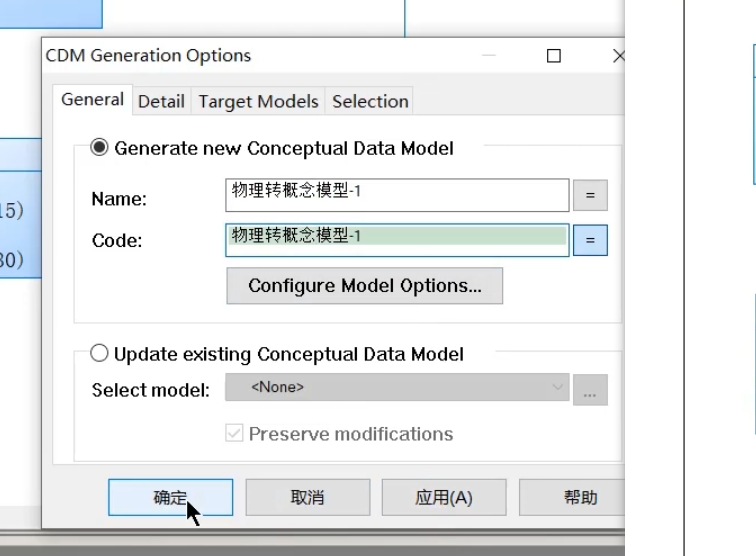 CDM Generation Options
General Detail Target Models Selection
Generate new Conceptual Data Model
Name: 物理转概念模型-1 =
15)
Code: 物理转概念模型-1 =
30)
Configure Model Options...
Update existing Conceptual Data Model
Select model: <None> ...
Preserve modifications
确定 取消 应用(A) 帮助